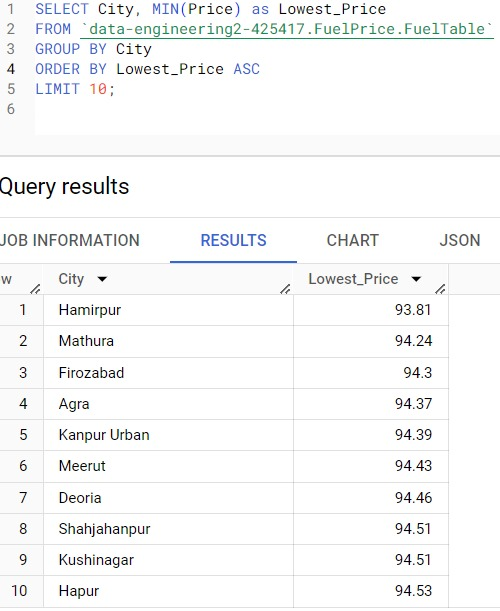 1 SELECT City, MIN(Price) as Lowest_Price
2 FROM `data-engineering2-425417.FuelPrice.FuelTable`
3 GROUP BY City
4 ORDER BY Lowest_Price ASC
5 LIMIT 10;
6
Query results
JOB INFORMATION RESULTS CHART JSON
w City Lowest_Price
1 Hamirpur 93.81
2 Mathura 94.24
3 Firozabad 94.3
4 Agra 94.37
5 Kanpur Urban 94.39
6 Meerut 94.43
7 Deoria 94.46
8 Shahjahanpur 94.51
9 Kushinagar 94.51
10 Hapur 94.53